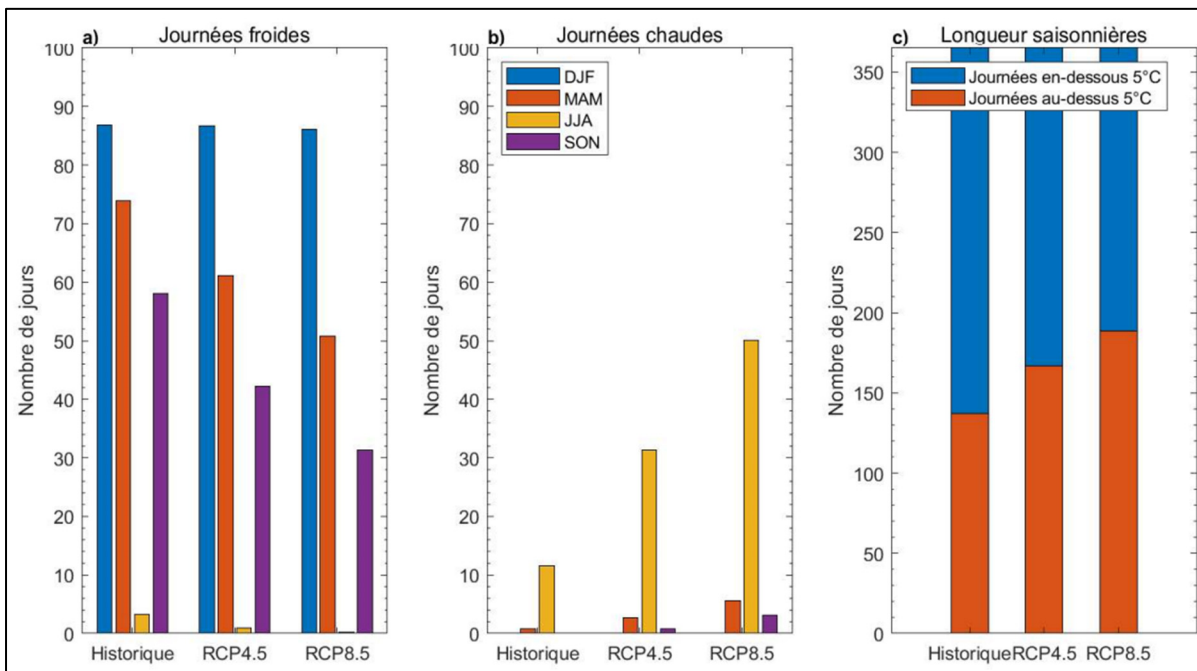 a)
Journées froides
100
90
80
70
60
50
40
30
20
10
0
Nombre de jours
Historique RCP4.5 RCP8.5
b)
Journées chaudes
DJF
MAM
JJA
SON
100
90
80
70
60
50
40
30
20
10
0
Nombre de jours
Historique RCP4.5 RCP8.5
c)
Longueur saisonnières
Journées en-dessous 5°C
Journées au-dessus 5°C
350
300
250
200
150
100
50
0
Nombre de jours
Historique RCP4.5 RCP8.5